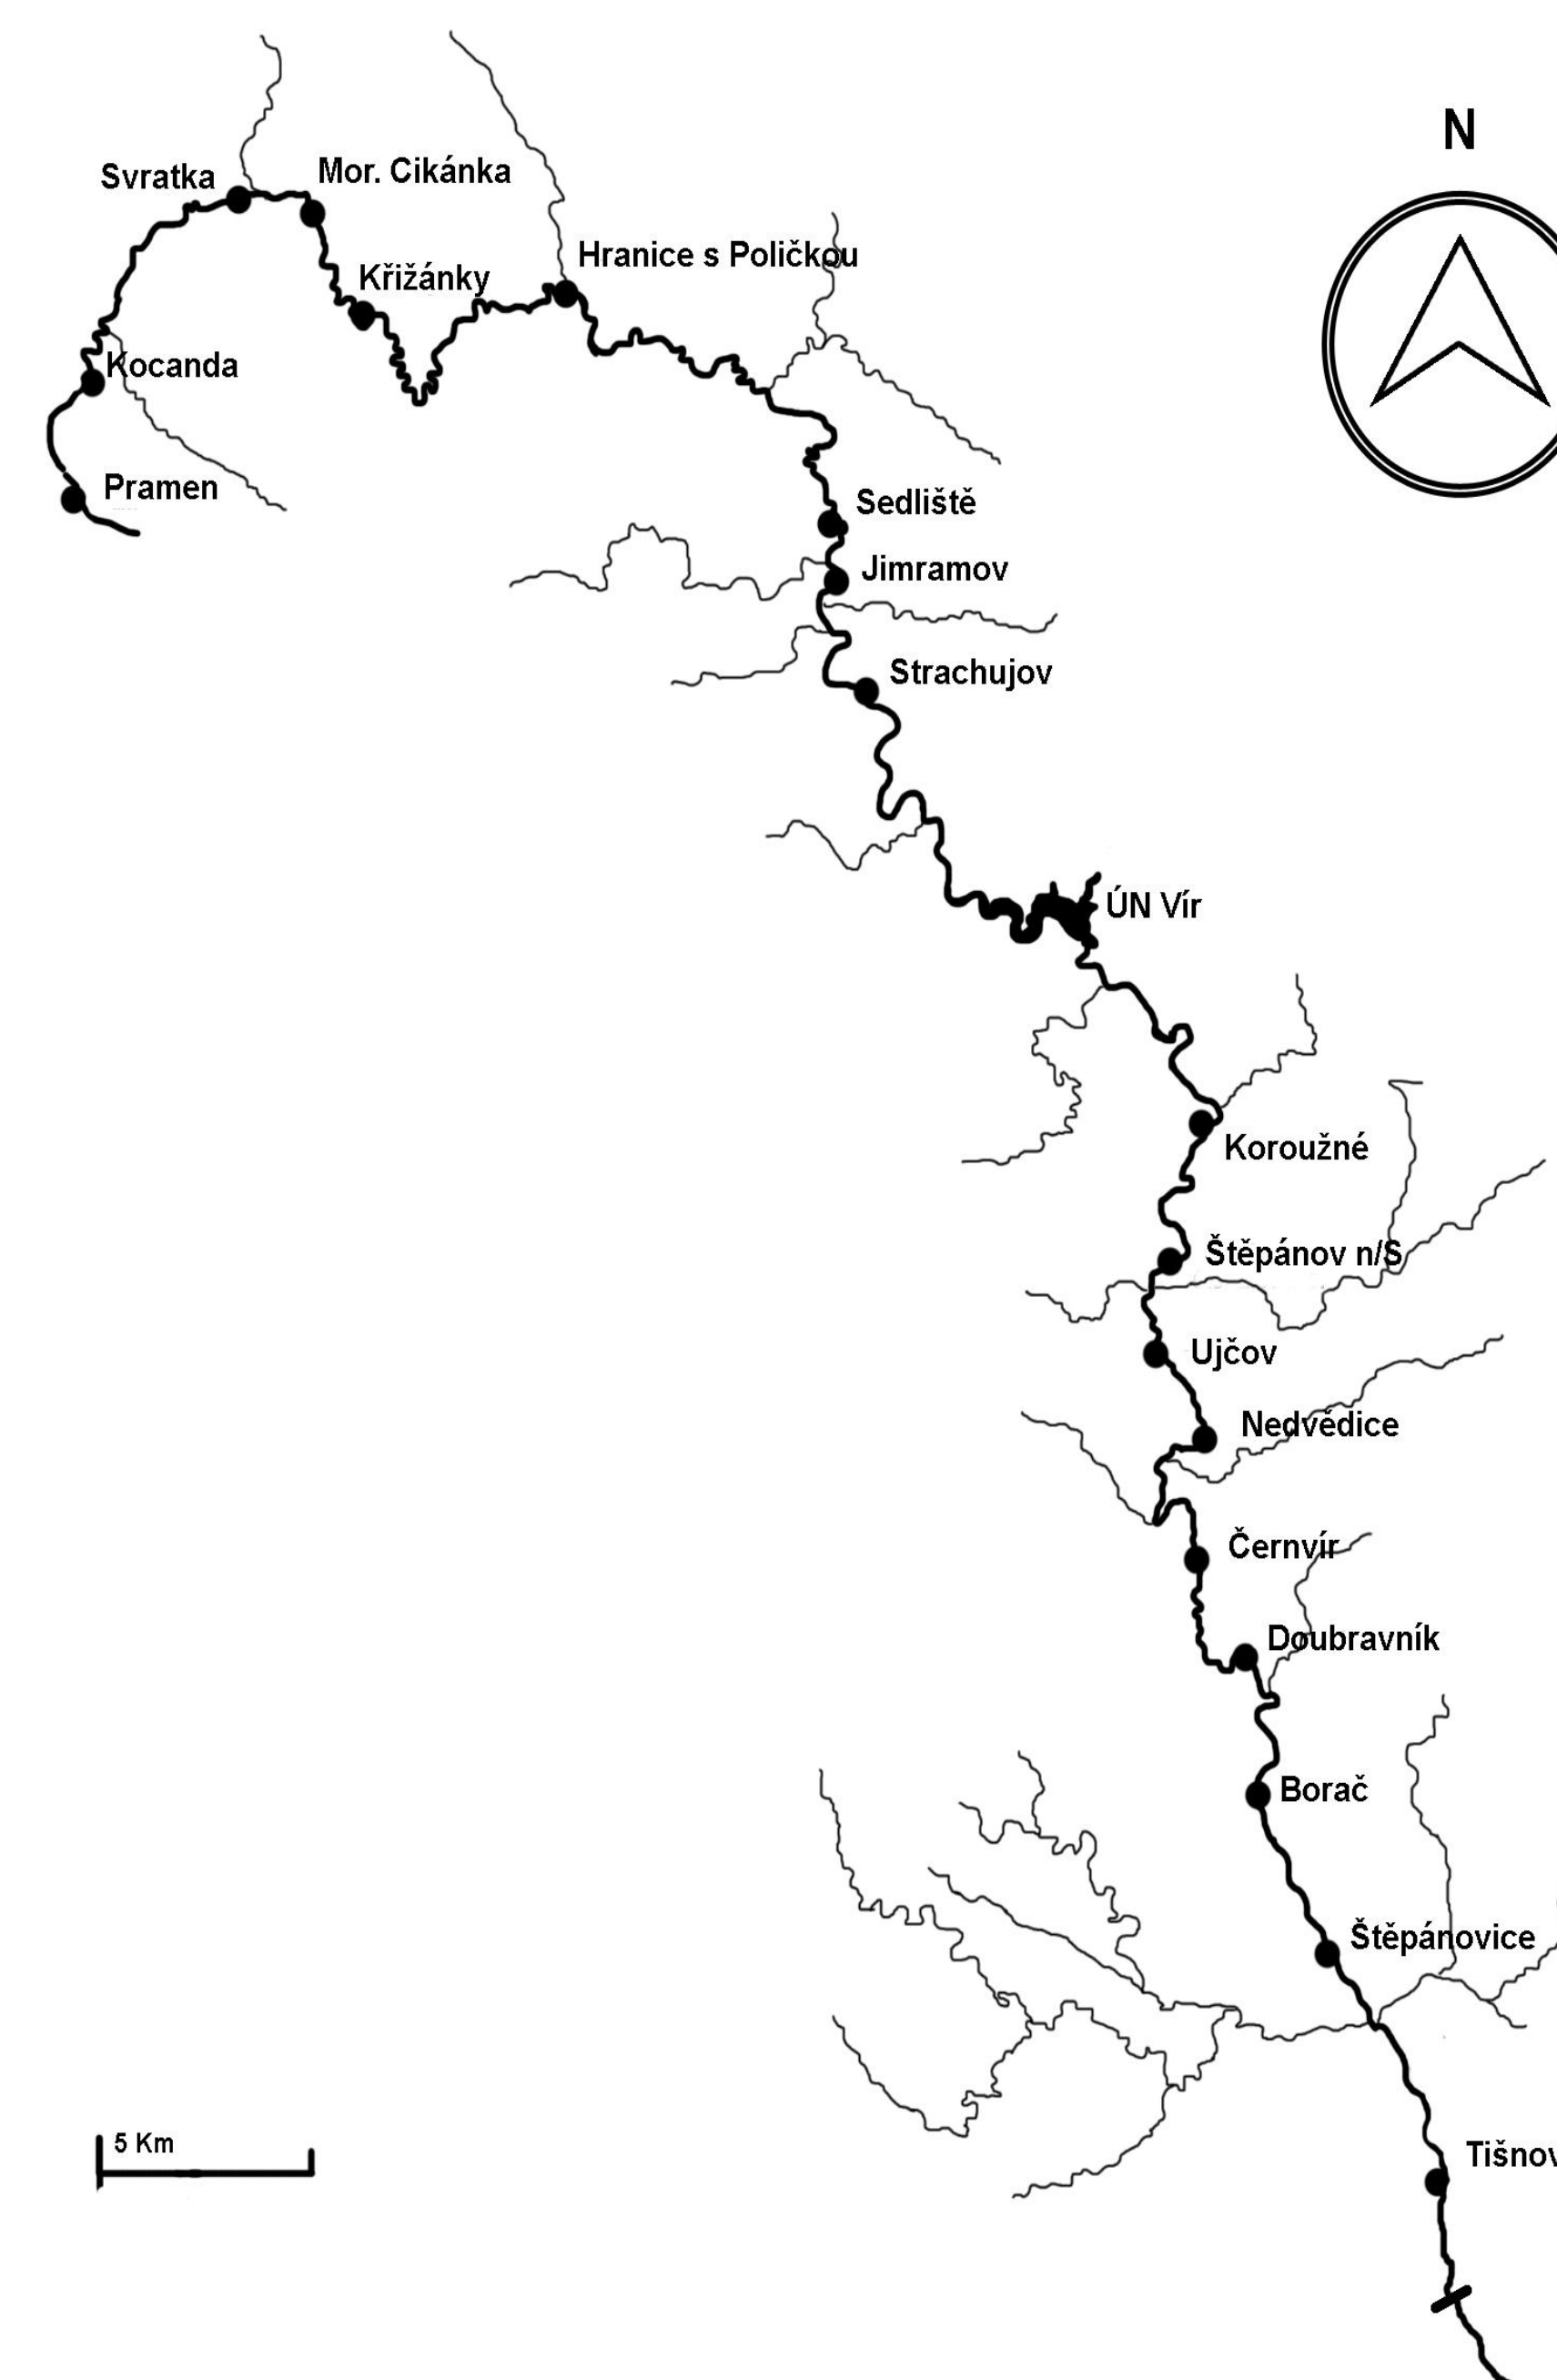 N
Svratka
Mor. Cikánka
Hranice s Poličkou
Křižánky
Kocanda
Pramen
Sedliště
Jimramov
Strachujov
ÚN Vír
Koroužné
Štěpánov n/S
Ujčov
Nedvědice
Černvír
Doubravník
Borač
Štěpánovice
5 Km
Tišnov